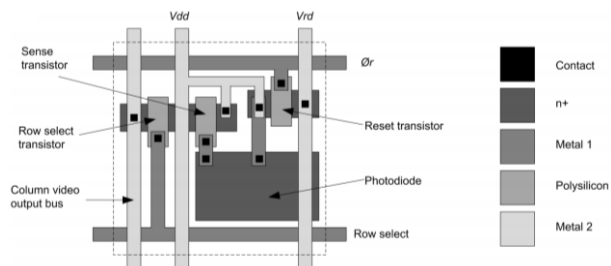 Vdd
Vrd
Sense
transistor
Ør
Row select
transistor
Reset transistor
Column video
output bus
Photodiode
Row select
Contact
n+
Metal 1
Polysilicon
Metal 2